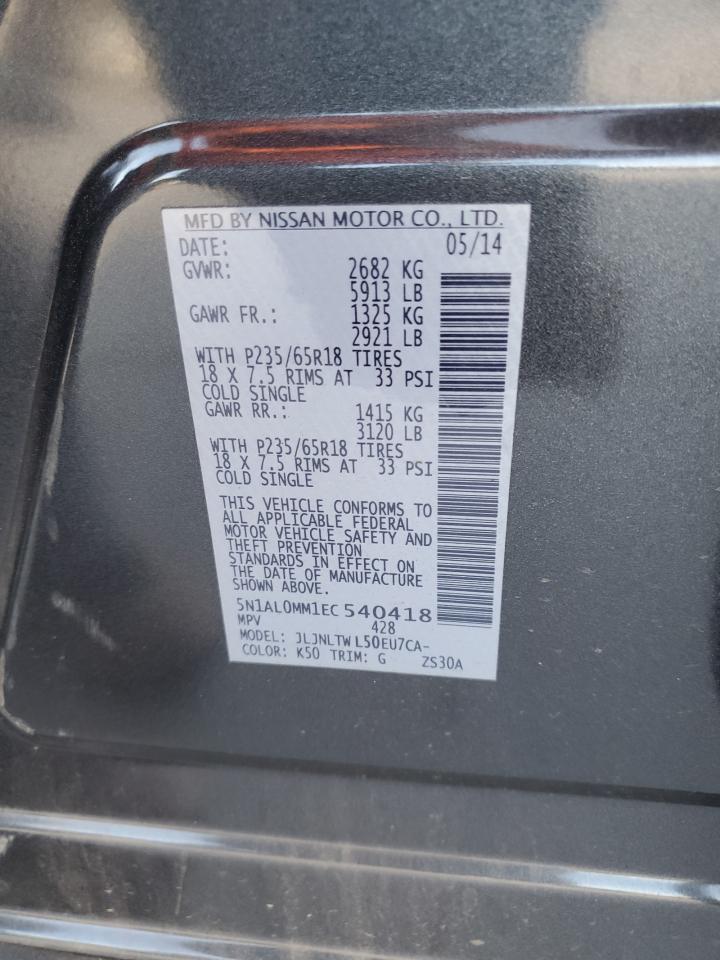 MFD BY NISSAN MOTOR CO., LTD.
DATE: 05/14
GVWR: 2682 KG
5913 LB
GAWR FR.: 1325 KG
2921 LB
WITH P235/65R18 TIRES
18 X 7.5 RIMS AT 33 PSI
COLD SINGLE
GAWR RR.: 1415 KG
3120 LB
WITH P235/65R18 TIRES
18 X 7.5 RIMS AT 33 PSI
COLD SINGLE
THIS VEHICLE CONFORMS TO
ALL APPLICABLE FEDERAL
MOTOR VEHICLE SAFETY AND
THEFT PREVENTION
STANDARDS IN EFFECT ON
THE DATE OF MANUFACTURE
SHOWN ABOVE.
5N1AL0MM1EC 540418
MPV 428
MODEL: JLJNLTW L50EU7CA-
COLOR: K50 TRIM: G ZS30A